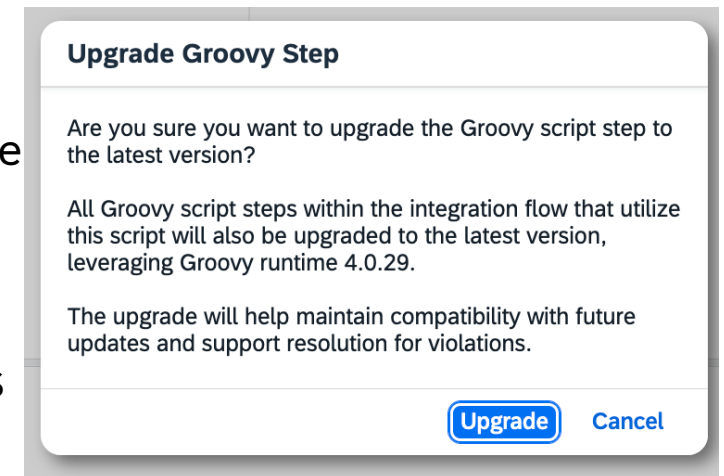 Upgrade Groovy Step
Are you sure you want to upgrade the Groovy script step to
the latest version?
e
All Groovy script steps within the integration flow that utilize
this script will also be upgraded to the latest version,
leveraging Groovy runtime 4.0.29.
The upgrade will help maintain compatibility with future
updates and support resolution for violations.
s
Upgrade Cancel